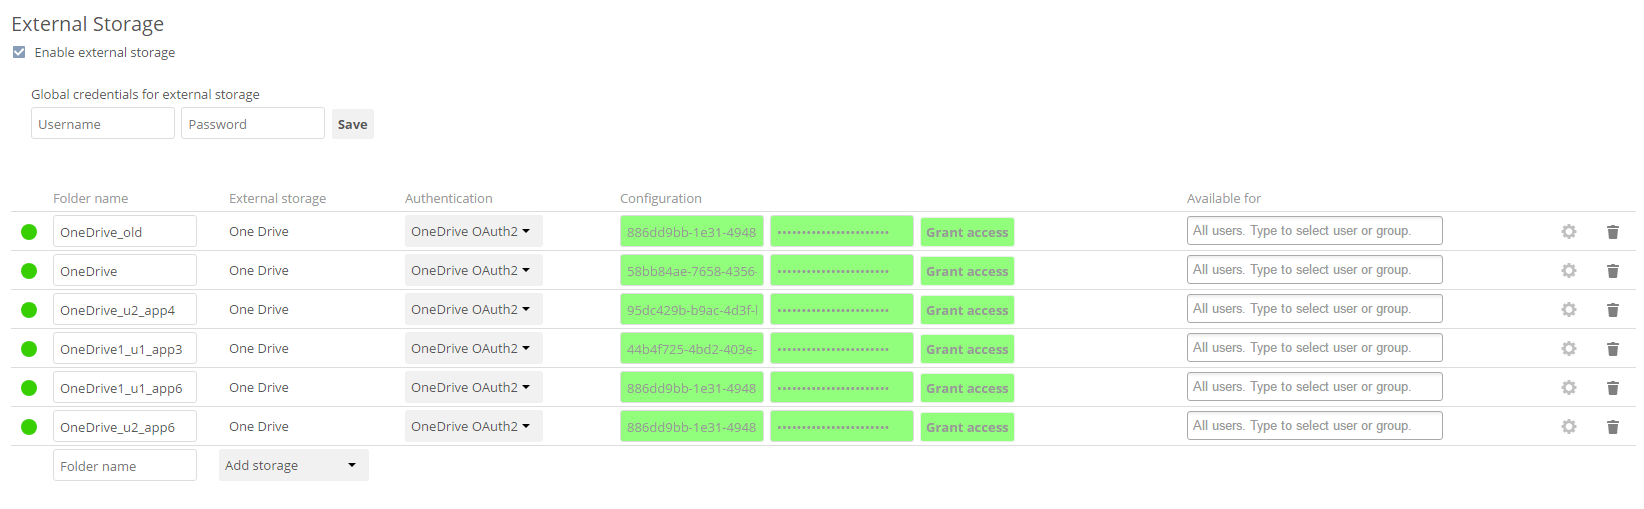 External Storage
Enable external storage
Global credentials for external storage
Username Password Save
Folder name External storage Authentication Configuration Available for
OneDrive_old One Drive OneDrive OAuth2 886dd9bb-1e31-4948 •••••••••••••••••••••• Grant access All users. Type to select user or group.
OneDrive One Drive OneDrive OAuth2 58bb84ae-7658-4356- •••••••••••••••••••••• Grant access All users. Type to select user or group.
OneDrive_u2_app4 One Drive OneDrive OAuth2 95dc429b-b9ac-4d3f- •••••••••••••••••••••• Grant access All users. Type to select user or group.
OneDrive1_u1_app3 One Drive OneDrive OAuth2 44b4f725-4bd2-403e- •••••••••••••••••••••• Grant access All users. Type to select user or group.
OneDrive1_u1_app6 One Drive OneDrive OAuth2 886dd9bb-1e31-4948 •••••••••••••••••••••• Grant access All users. Type to select user or group.
OneDrive_u2_app6 One Drive OneDrive OAuth2 886dd9bb-1e31-4948 •••••••••••••••••••••• Grant access All users. Type to select user or group.
Folder name Add storage